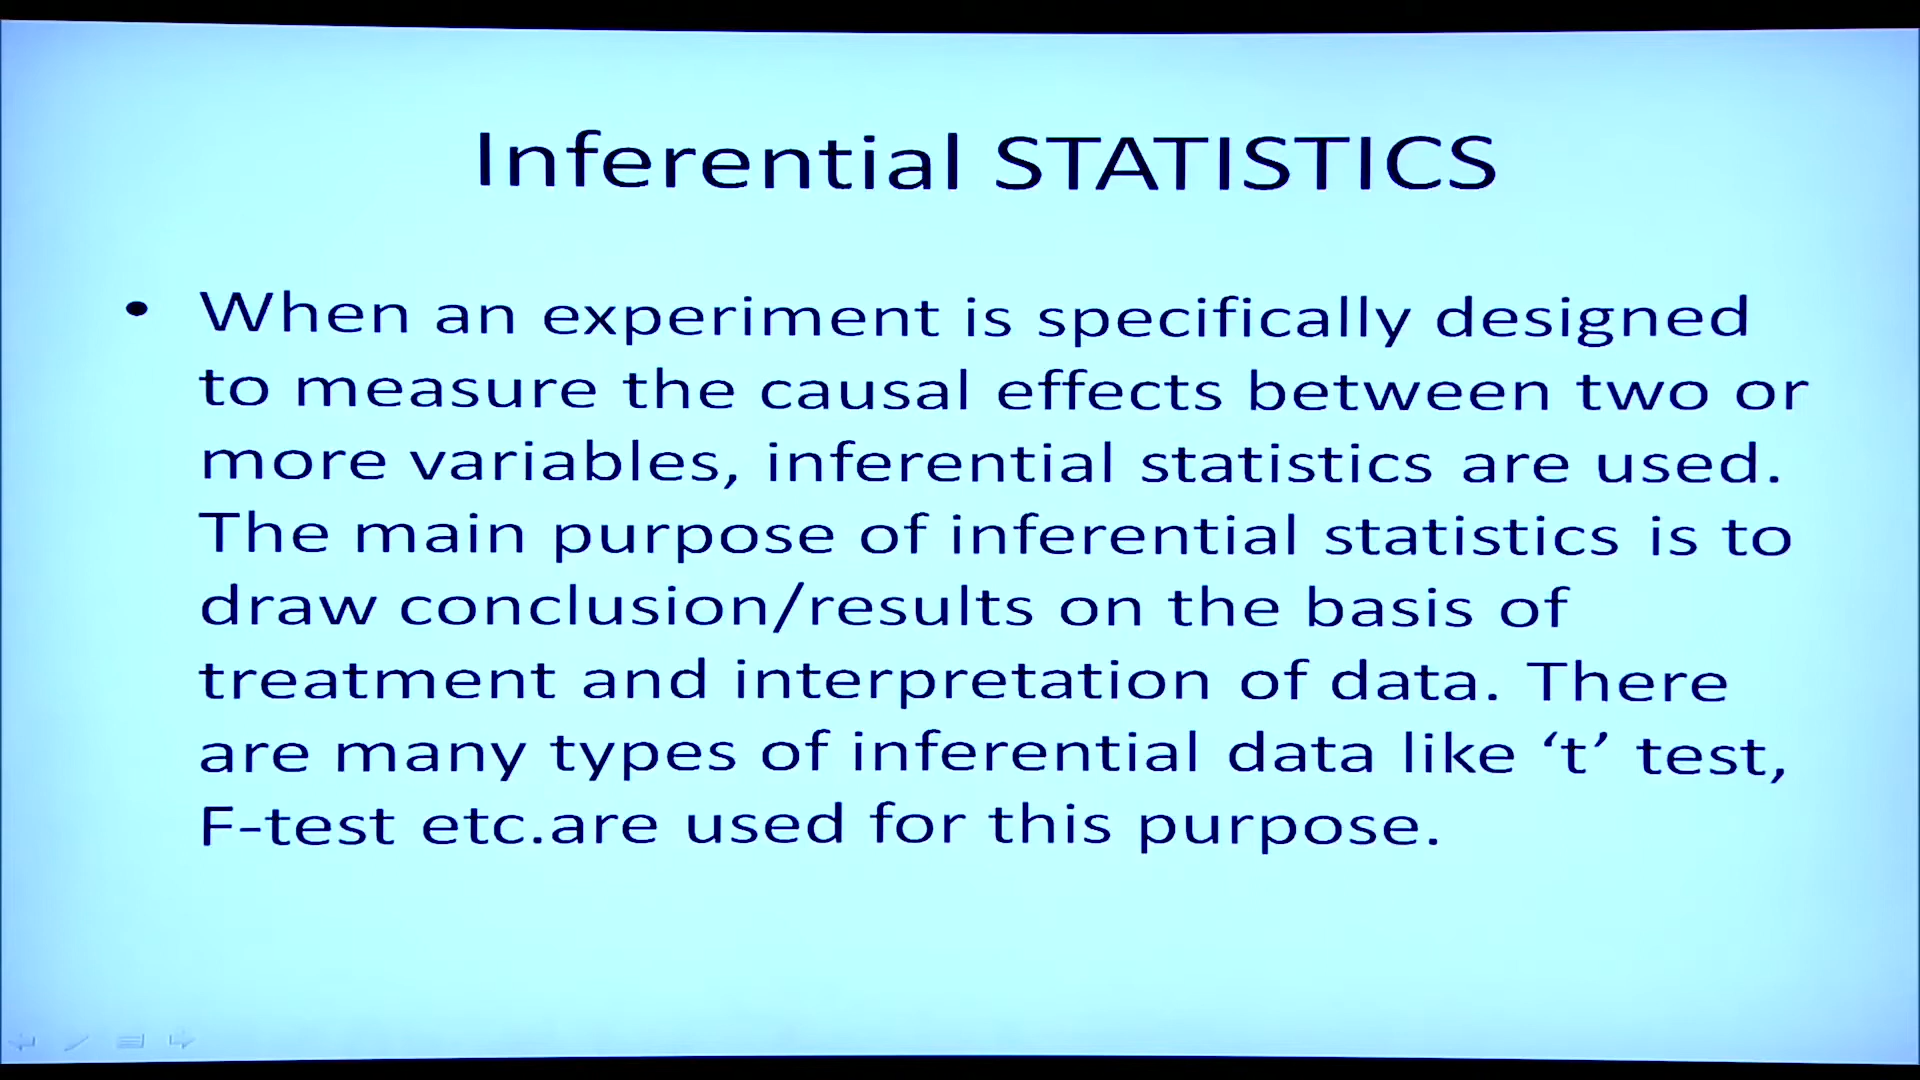 Inferential STATISTICS
• When an experiment is specifically designed
to measure the causal effects between two or
more variables, inferential statistics are used.
The main purpose of inferential statistics is to
draw conclusion/results on the basis of
treatment and interpretation of data. There
are many types of inferential data like ‘t’ test,
F-test etc.are used for this purpose.